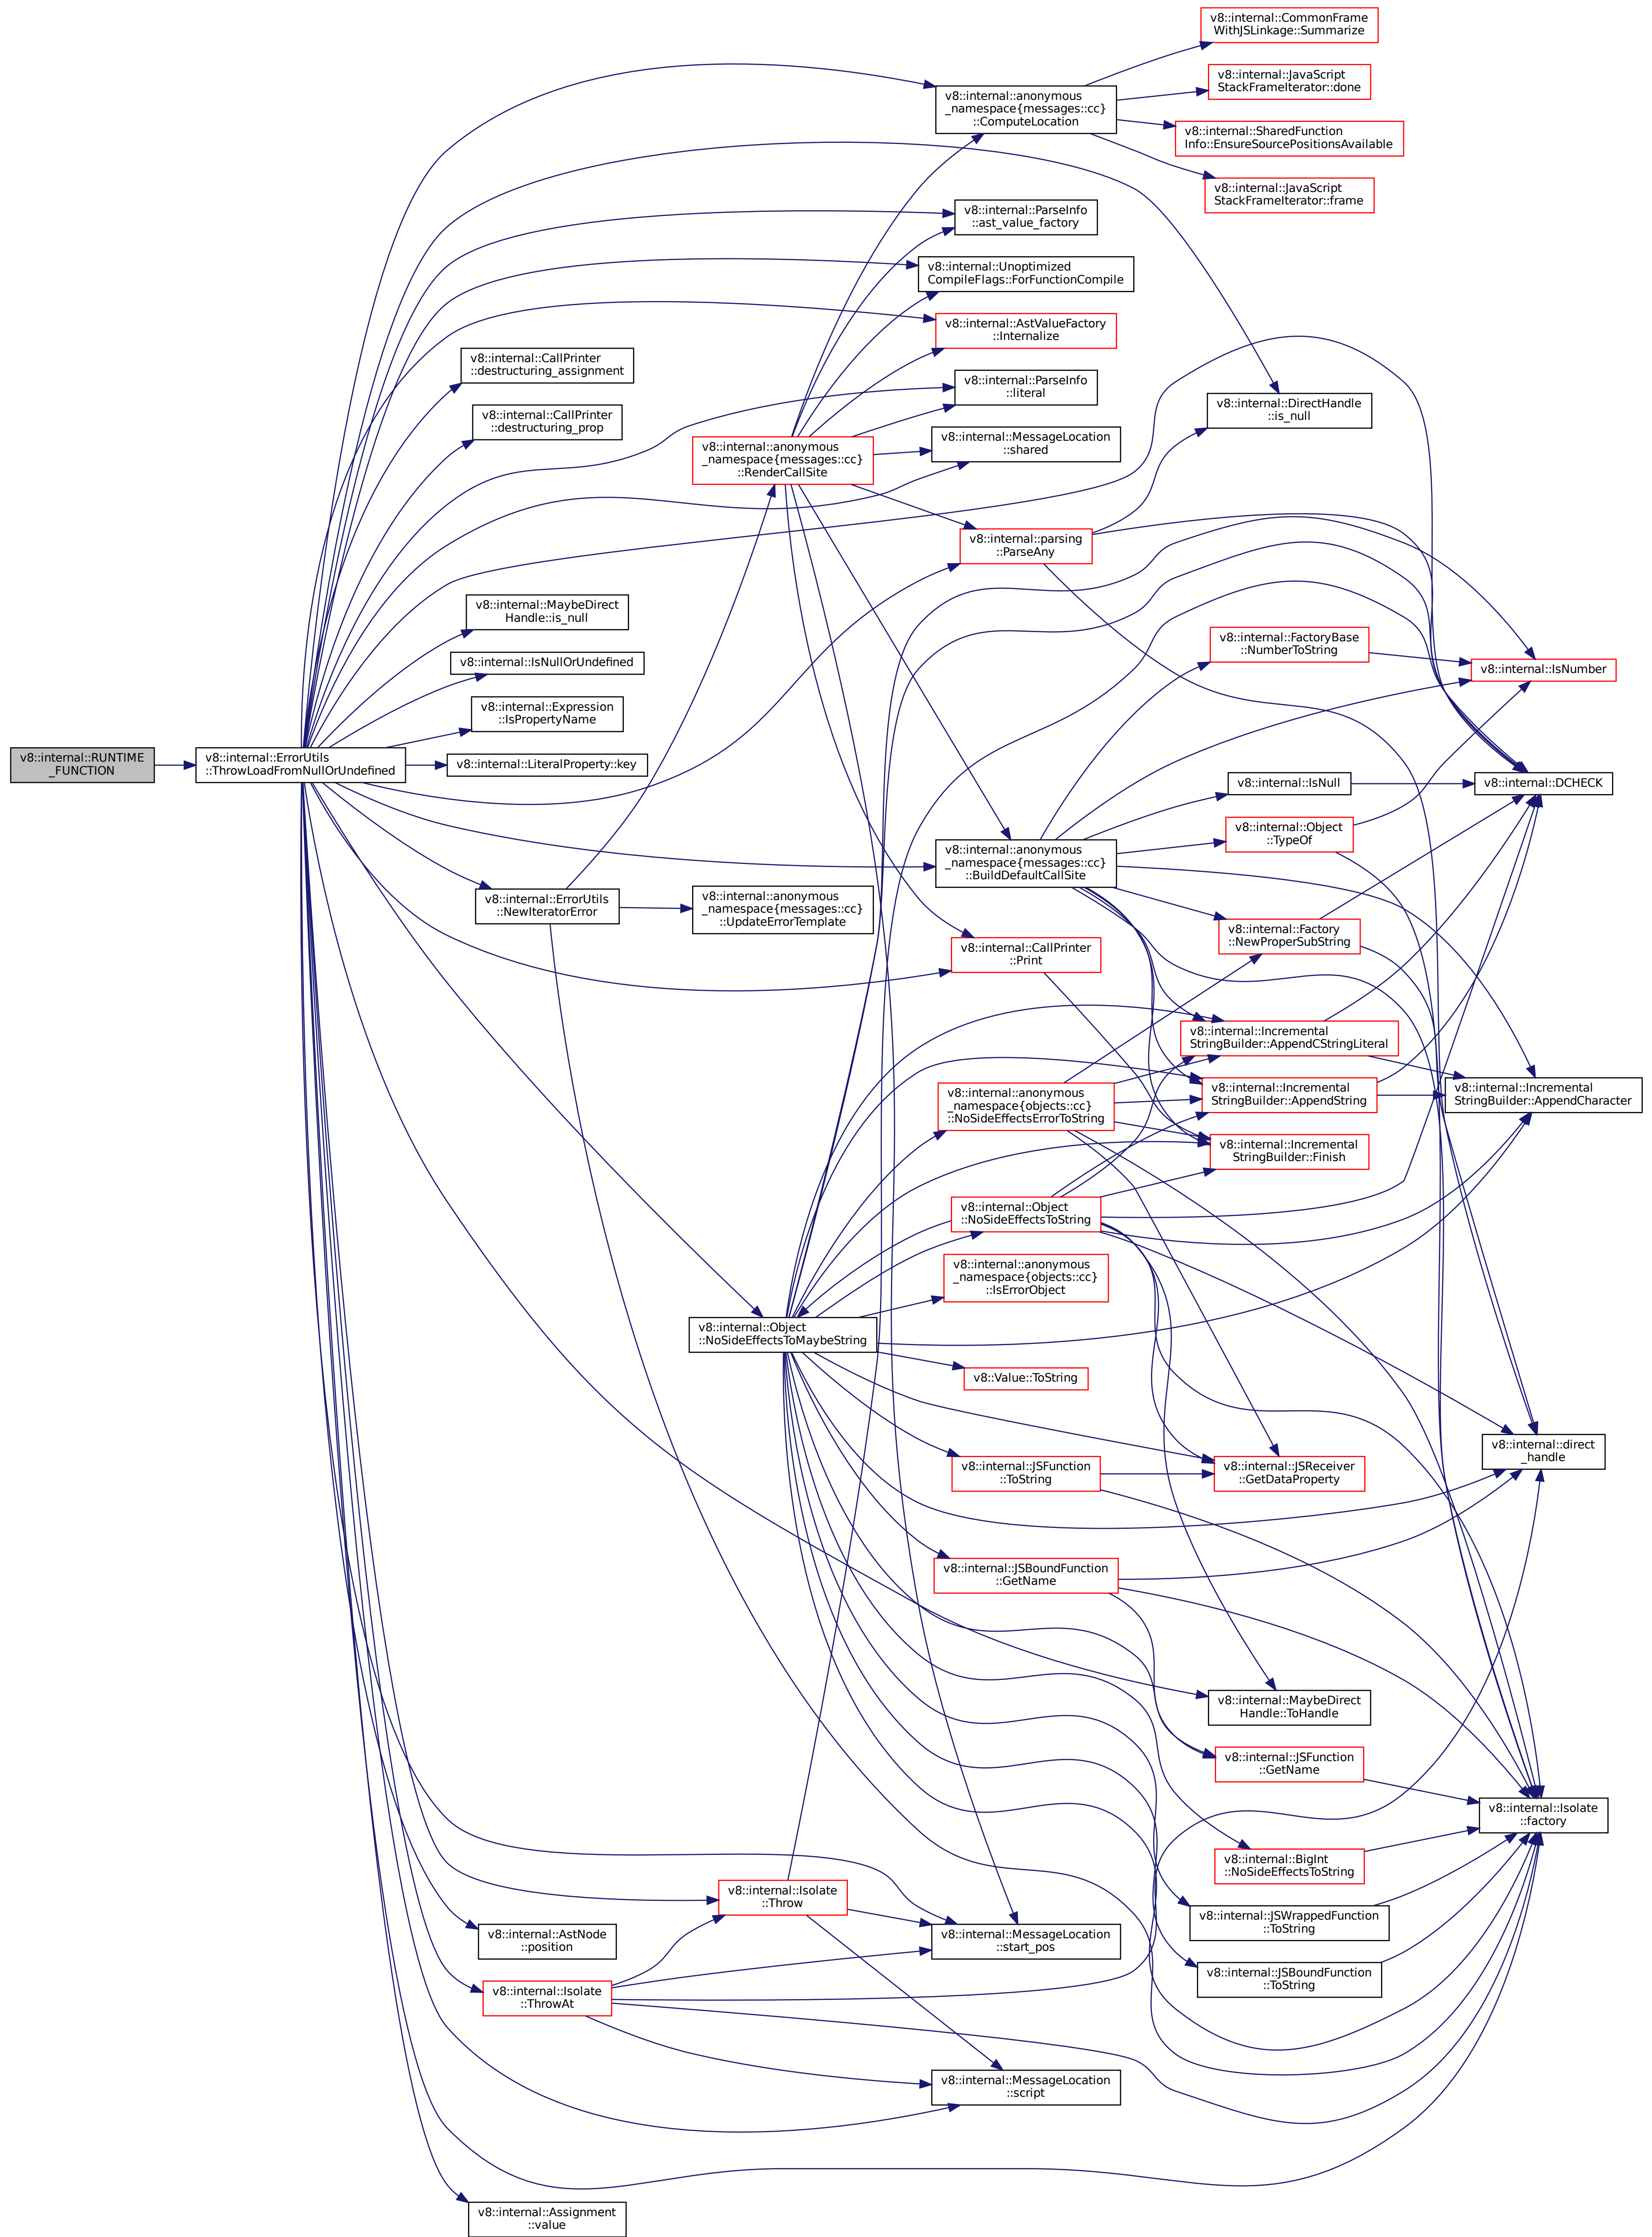 v8::internal::CommonFrame
WithJSLinkage::Summarize
v8::internal::JavaScript
StackFrameIterator::done
v8::internal::anonymous
_namespace{messages::cc}
::ComputeLocation
v8::internal::SharedFunction
Info::EnsureSourcePositionsAvailable
v8::internal::JavaScript
StackFrameIterator::frame
v8::internal::ParseInfo
::ast_value_factory
v8::internal::Unoptimized
CompileFlags::ForFunctionCompile
v8::internal::AstValueFactory
::Internalize
v8::internal::CallPrinter
::destructuring_assignment
v8::internal::ParseInfo
::literal
v8::internal::DirectHandle
::is_null
v8::internal::CallPrinter
::destructuring_prop
v8::internal::MessageLocation
::shared
v8::internal::anonymous
_namespace{messages::cc}
::RenderCallSite
v8::internal::parsing
::ParseAny
v8::internal::MaybeDirect
Handle::is_null
v8::internal::FactoryBase
::NumberToString
v8::internal::IsNullOrUndefined
v8::internal::IsNumber
v8::internal::Expression
::IsPropertyName
v8::internal::RUNTIME
_FUNCTION
v8::internal::ErrorUtils
::ThrowLoadFromNullOrUndefined
v8::internal::LiteralProperty::key
v8::internal::IsNull
v8::internal::DCHECK
v8::internal::Object
::TypeOf
v8::internal::anonymous
_namespace{messages::cc}
::BuildDefaultCallSite
v8::internal::ErrorUtils
::NewIteratorError
v8::internal::anonymous
_namespace{messages::cc}
::UpdateErrorTemplate
v8::internal::Factory
::NewProperSubString
v8::internal::CallPrinter
::Print
v8::internal::Incremental
StringBuilder::AppendCStringLiteral
v8::internal::anonymous
_namespace{objects::cc}
::NoSideEffectsErrorToString
v8::internal::Incremental
StringBuilder::AppendString
v8::internal::Incremental
StringBuilder::AppendCharacter
v8::internal::Incremental
StringBuilder::Finish
v8::internal::Object
::NoSideEffectsToString
v8::internal::anonymous
_namespace{objects::cc}
::IsErrorObject
v8::internal::Object
::NoSideEffectsToMaybeString
v8::Value::ToString
v8::internal::direct
_handle
v8::internal::JSFunction
::ToString
v8::internal::JSReceiver
::GetDataProperty
v8::internal::JSBoundFunction
::GetName
v8::internal::MaybeDirect
Handle::ToHandle
v8::internal::JSFunction
::GetName
v8::internal::Isolate
::factory
v8::internal::BigInt
::NoSideEffectsToString
v8::internal::Isolate
::Throw
v8::internal::JSWrappedFunction
::ToString
v8::internal::AstNode
::position
v8::internal::MessageLocation
::start_pos
v8::internal::JSBoundFunction
::ToString
v8::internal::Isolate
::ThrowAt
v8::internal::MessageLocation
::script
v8::internal::Assignment
::value